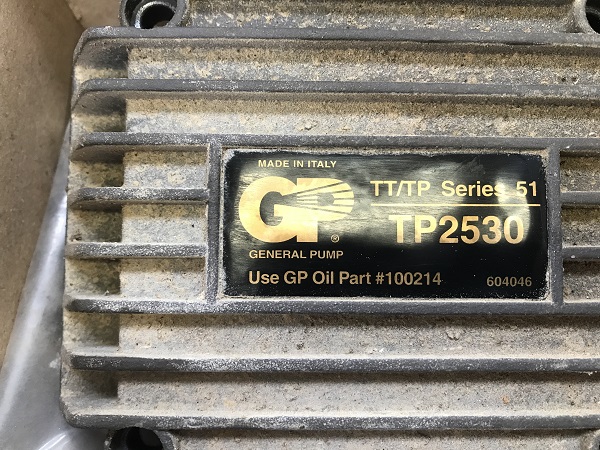 MADE IN ITALY
GP®
GENERAL PUMP
TT/TP Series 51
TP2530
Use GP Oil Part #100214
604046